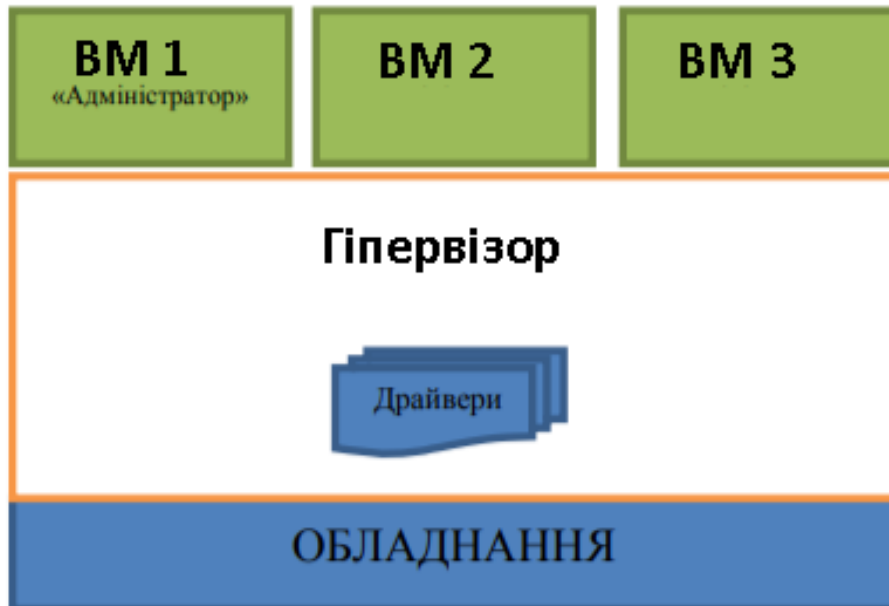 ВМ 1
«Адміністратор»
ВМ 2
ВМ 3
Гіпервізор
Драйвери
ОБЛАДНАННЯ